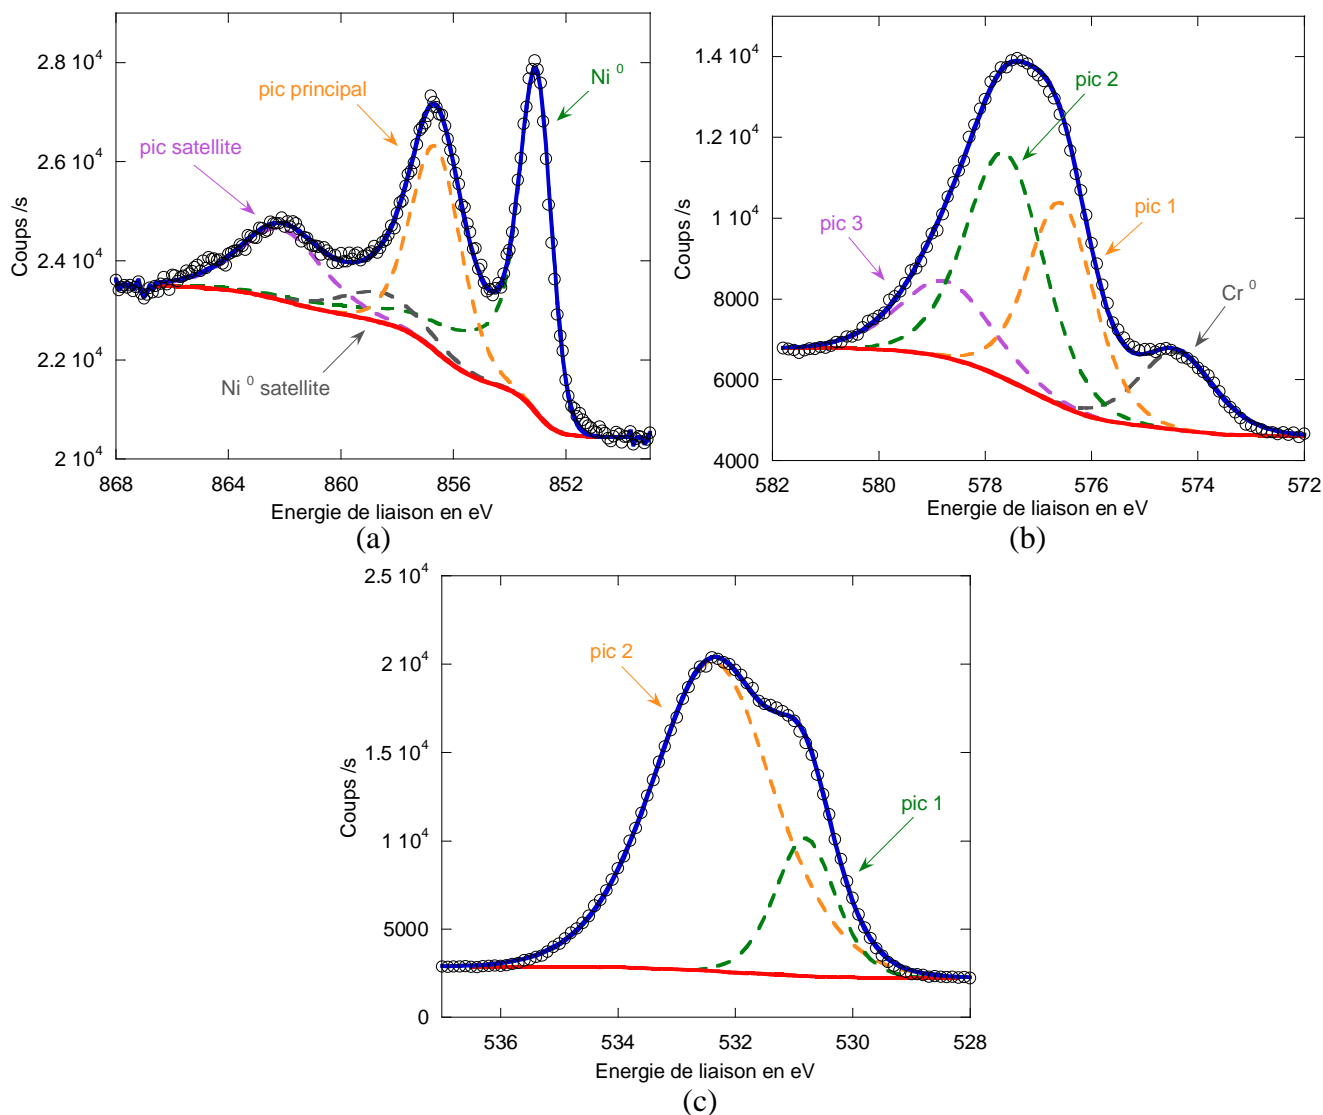 2.8 10⁴
2.6 10⁴
2.4 10⁴
2.2 10⁴
2 10⁴
Coups /s
pic satellite
pic principal
Ni ⁰
Ni ⁰ satellite
868 864 860 856 852
Energie de liaison en eV
(a)
1.4 10⁴
1.2 10⁴
1 10⁴
8000
6000
4000
Coups /s
pic 2
pic 1
pic 3
Cr ⁰
582 580 578 576 574 572
Energie de liaison en eV
(b)
2.5 10⁴
2 10⁴
1.5 10⁴
1 10⁴
5000
0
Coups /s
pic 2
pic 1
536 534 532 530 528
Energie de liaison en eV
(c)